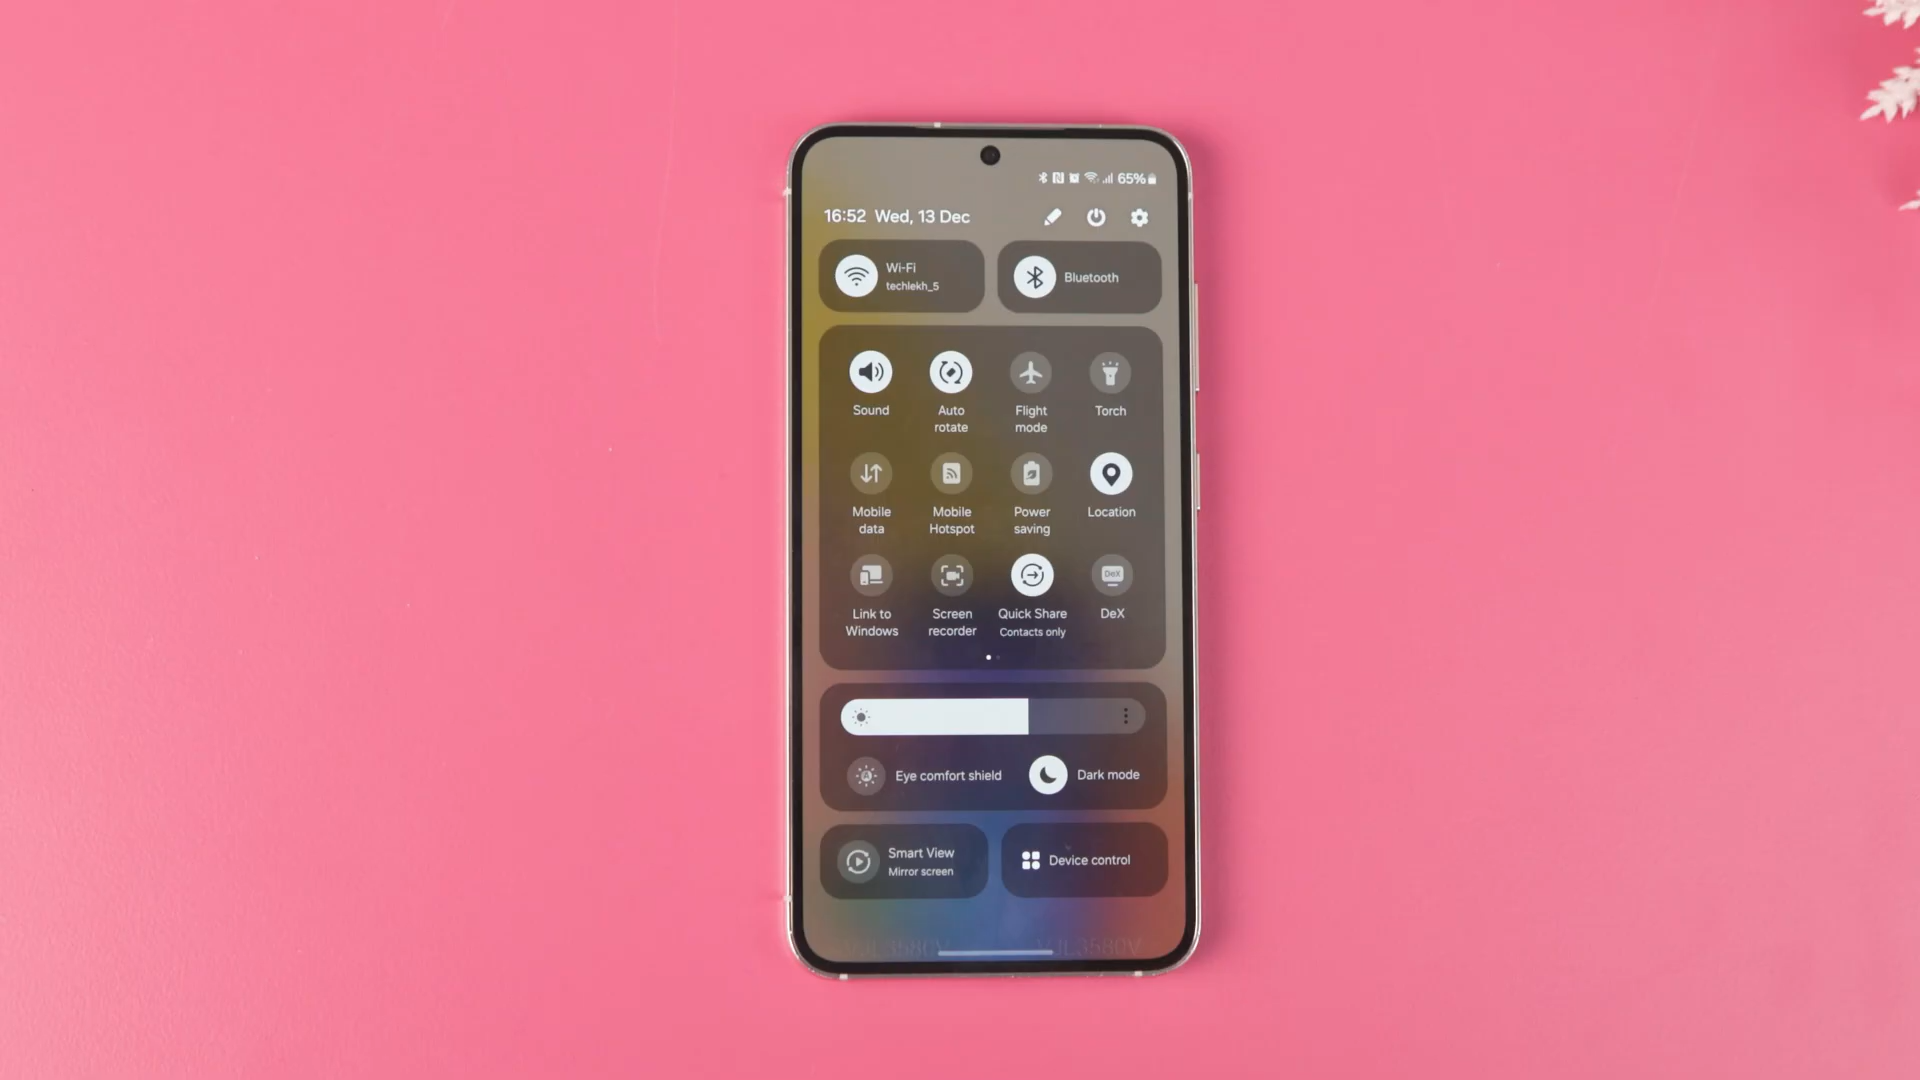 65%
16:52 Wed, 13 Dec
Wi-Fi
techlekh_5
Bluetooth
Sound
Auto
rotate
Flight
mode
Torch
Mobile
data
Mobile
Hotspot
Power
saving
Location
Link to
Windows
Screen
recorder
Quick Share
Contacts only
DeX
DeX
Eye comfort shield
Dark mode
Smart View
Mirror screen
Device control